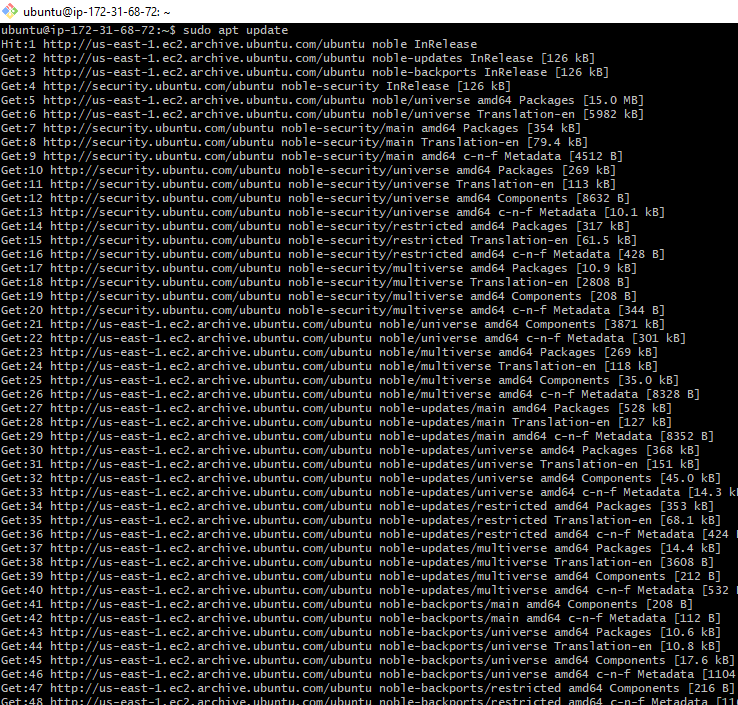 ubuntu@ip-172-31-68-72: ~
ubuntu@ip-172-31-68-72:~$ sudo apt update
Hit:1 http://us-east-1.ec2.archive.ubuntu.com/ubuntu noble InRelease
Get:2 http://us-east-1.ec2.archive.ubuntu.com/ubuntu noble-updates InRelease [126 kB]
Get:3 http://us-east-1.ec2.archive.ubuntu.com/ubuntu noble-backports InRelease [126 kB]
Get:4 http://security.ubuntu.com/ubuntu noble-security InRelease [126 kB]
Get:5 http://us-east-1.ec2.archive.ubuntu.com/ubuntu noble/universe amd64 Packages [15.0 MB]
Get:6 http://us-east-1.ec2.archive.ubuntu.com/ubuntu noble/universe Translation-en [5982 kB]
Get:7 http://security.ubuntu.com/ubuntu noble-security/main amd64 Packages [354 kB]
Get:8 http://security.ubuntu.com/ubuntu noble-security/main Translation-en [79.4 kB]
Get:9 http://security.ubuntu.com/ubuntu noble-security/main amd64 c-n-f Metadata [4512 B]
Get:10 http://security.ubuntu.com/ubuntu noble-security/universe amd64 Packages [269 kB]
Get:11 http://security.ubuntu.com/ubuntu noble-security/universe Translation-en [113 kB]
Get:12 http://security.ubuntu.com/ubuntu noble-security/universe amd64 Components [8632 B]
Get:13 http://security.ubuntu.com/ubuntu noble-security/universe amd64 c-n-f Metadata [10.1 kB]
Get:14 http://security.ubuntu.com/ubuntu noble-security/restricted amd64 Packages [317 kB]
Get:15 http://security.ubuntu.com/ubuntu noble-security/restricted Translation-en [61.5 kB]
Get:16 http://security.ubuntu.com/ubuntu noble-security/restricted amd64 c-n-f Metadata [428 B]
Get:17 http://security.ubuntu.com/ubuntu noble-security/multiverse amd64 Packages [10.9 kB]
Get:18 http://security.ubuntu.com/ubuntu noble-security/multiverse Translation-en [2808 B]
Get:19 http://security.ubuntu.com/ubuntu noble-security/multiverse amd64 Components [208 B]
Get:20 http://security.ubuntu.com/ubuntu noble-security/multiverse amd64 c-n-f Metadata [344 B]
Get:21 http://us-east-1.ec2.archive.ubuntu.com/ubuntu noble/universe amd64 Components [3871 kB]
Get:22 http://us-east-1.ec2.archive.ubuntu.com/ubuntu noble/universe amd64 c-n-f Metadata [301 kB]
Get:23 http://us-east-1.ec2.archive.ubuntu.com/ubuntu noble/multiverse amd64 Packages [269 kB]
Get:24 http://us-east-1.ec2.archive.ubuntu.com/ubuntu noble/multiverse Translation-en [118 kB]
Get:25 http://us-east-1.ec2.archive.ubuntu.com/ubuntu noble/multiverse amd64 Components [35.0 kB]
Get:26 http://us-east-1.ec2.archive.ubuntu.com/ubuntu noble/multiverse amd64 c-n-f Metadata [8328 B]
Get:27 http://us-east-1.ec2.archive.ubuntu.com/ubuntu noble-updates/main amd64 Packages [528 kB]
Get:28 http://us-east-1.ec2.archive.ubuntu.com/ubuntu noble-updates/main Translation-en [127 kB]
Get:29 http://us-east-1.ec2.archive.ubuntu.com/ubuntu noble-updates/main amd64 c-n-f Metadata [8352 B]
Get:30 http://us-east-1.ec2.archive.ubuntu.com/ubuntu noble-updates/universe amd64 Packages [368 kB]
Get:31 http://us-east-1.ec2.archive.ubuntu.com/ubuntu noble-updates/universe Translation-en [151 kB]
Get:32 http://us-east-1.ec2.archive.ubuntu.com/ubuntu noble-updates/universe amd64 Components [45.0 kB]
Get:33 http://us-east-1.ec2.archive.ubuntu.com/ubuntu noble-updates/universe amd64 c-n-f Metadata [14.3 k
Get:34 http://us-east-1.ec2.archive.ubuntu.com/ubuntu noble-updates/restricted amd64 Packages [353 kB]
Get:35 http://us-east-1.ec2.archive.ubuntu.com/ubuntu noble-updates/restricted Translation-en [68.1 kB]
Get:36 http://us-east-1.ec2.archive.ubuntu.com/ubuntu noble-updates/restricted amd64 c-n-f Metadata [424
Get:37 http://us-east-1.ec2.archive.ubuntu.com/ubuntu noble-updates/multiverse amd64 Packages [14.4 kB]
Get:38 http://us-east-1.ec2.archive.ubuntu.com/ubuntu noble-updates/multiverse Translation-en [3608 B]
Get:39 http://us-east-1.ec2.archive.ubuntu.com/ubuntu noble-updates/multiverse amd64 Components [212 B]
Get:40 http://us-east-1.ec2.archive.ubuntu.com/ubuntu noble-updates/multiverse amd64 c-n-f Metadata [532
Get:41 http://us-east-1.ec2.archive.ubuntu.com/ubuntu noble-backports/main amd64 Components [208 B]
Get:42 http://us-east-1.ec2.archive.ubuntu.com/ubuntu noble-backports/main amd64 c-n-f Metadata [112 B]
Get:43 http://us-east-1.ec2.archive.ubuntu.com/ubuntu noble-backports/universe amd64 Packages [10.6 kB]
Get:44 http://us-east-1.ec2.archive.ubuntu.com/ubuntu noble-backports/universe Translation-en [10.8 kB]
Get:45 http://us-east-1.ec2.archive.ubuntu.com/ubuntu noble-backports/universe amd64 Components [17.6 kB]
Get:46 http://us-east-1.ec2.archive.ubuntu.com/ubuntu noble-backports/universe amd64 c-n-f Metadata [1104
Get:47 http://us-east-1.ec2.archive.ubuntu.com/ubuntu noble-backports/restricted amd64 Components [216 B]
Get:48 http://us-east-1.ec2.archive.ubuntu.com/ubuntu noble-backports/restricted amd64 c-n-f Metadata